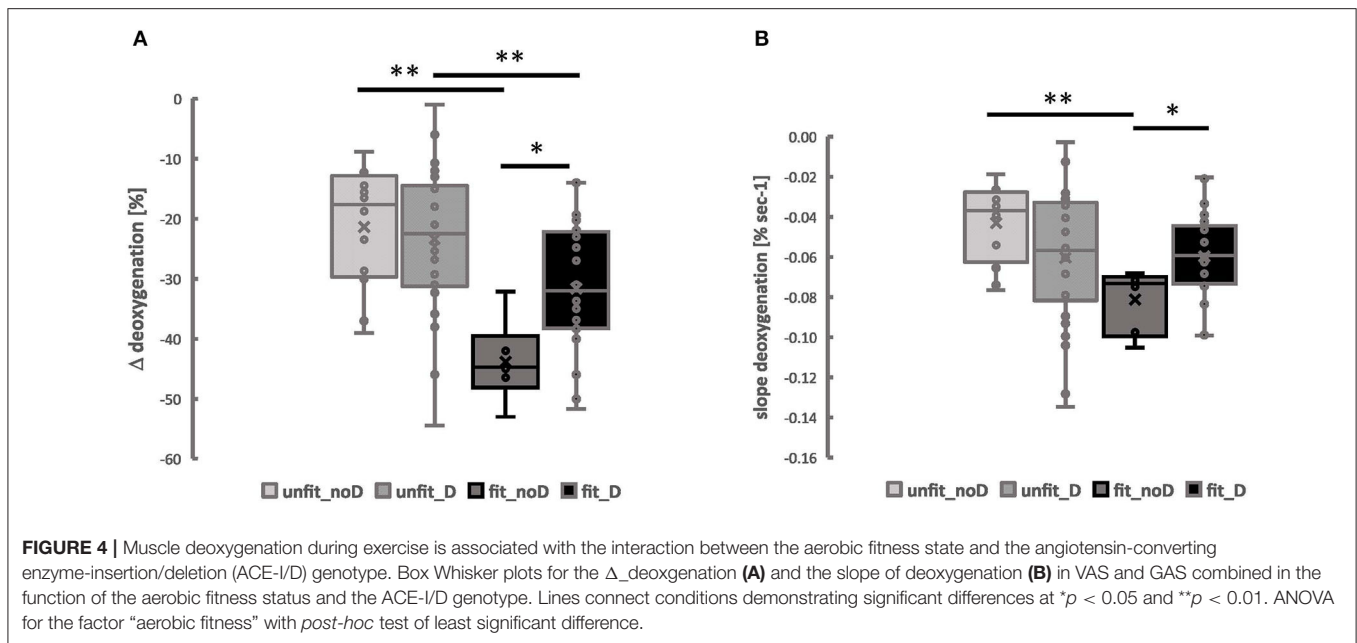 A
**
**
*
0
-10
-20
-30
-40
-50
-60
Δ deoxygenation [%]
unfit_noD unfit_D fit_noD fit_D
B
**
*
0.00
-0.02
-0.04
-0.06
-0.08
-0.10
-0.12
-0.14
-0.16
slope deoxygenation [% sec-1]
unfit_noD unfit_D fit_noD fit_D
FIGURE 4 | Muscle deoxygenation during exercise is associated with the interaction between the aerobic fitness state and the angiotensin-converting
enzyme-insertion/deletion (ACE-I/D) genotype. Box Whisker plots for the Δ_deoxgenation (A) and the slope of deoxygenation (B) in VAS and GAS combined in the
function of the aerobic fitness status and the ACE-I/D genotype. Lines connect conditions demonstrating significant differences at *p < 0.05 and **p < 0.01. ANOVA
for the factor “aerobic fitness” with post-hoc test of least significant difference.